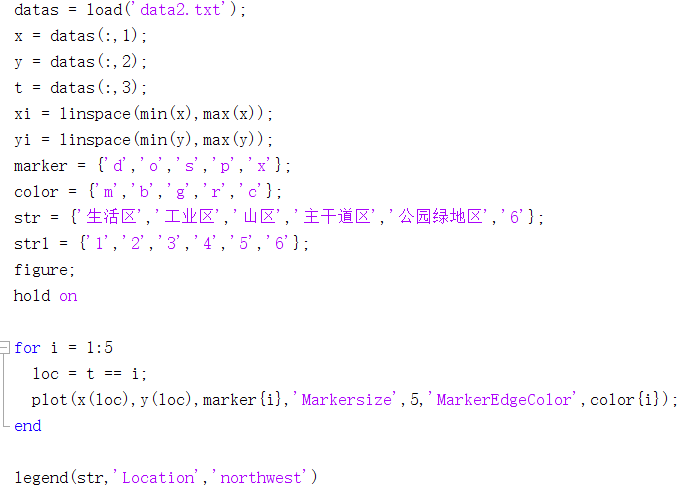 datas = load('data2.txt');
x = datas(:,1);
y = datas(:,2);
t = datas(:,3);
xi = linspace(min(x),max(x));
yi = linspace(min(y),max(y));
marker = {'d','o','s','p','x'};
color = {'m','b','g','r','c'};
str = {'生活区','工业区','山区','主干道区','公园绿地区','6'};
str1 = {'1','2','3','4','5','6'};
figure;
hold on
for i = 1:5
loc = t == i;
plot(x(loc),y(loc),marker{i},'Markersize',5,'MarkerEdgeColor',color{i});
end
legend(str,'Location','northwest')